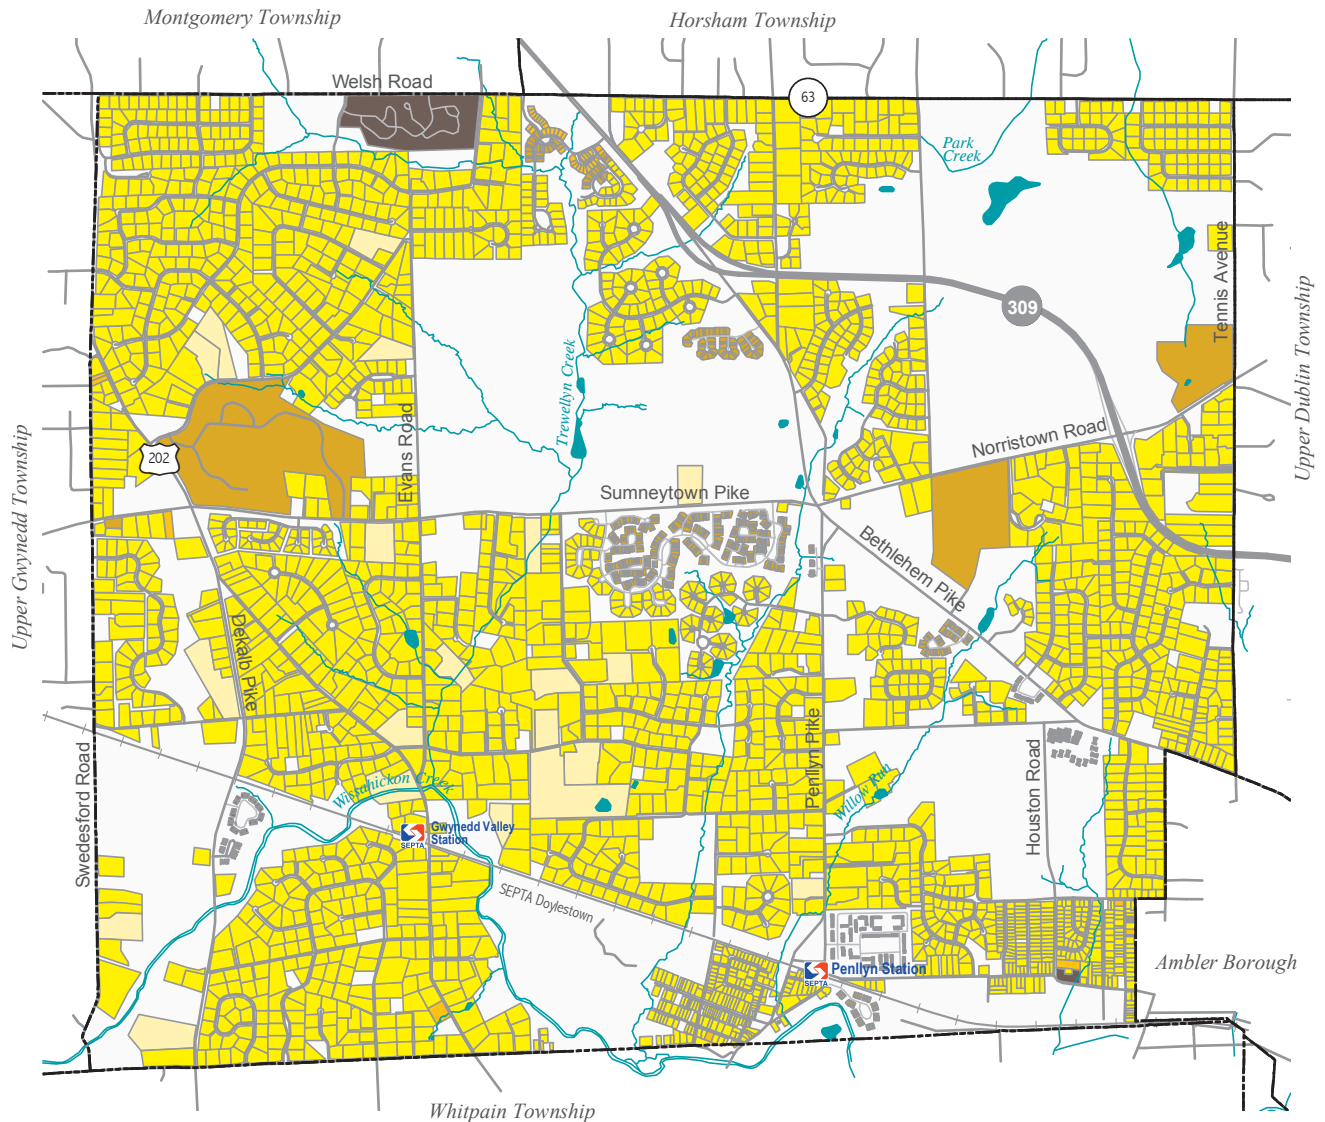 Montgomery Township
Horsham Township
Welsh Road
63
Park
Creek
Tennis Avenue
309
Upper Dublin Township
Trewellyn Creek
Evans Road
Norristown Road
202
Upper Gwynedd Township
Sumneytown Pike
Bethlehem Pike
Dekalb Pike
Penllyn Pike
Swedesford Road
Houston Road
Wissahickon Creek
Willow Run
Gwynedd Valley
Station
SEPTA
SEPTA Doylestown
Penllyn Station
SEPTA
Ambler Borough
Whitpain Township